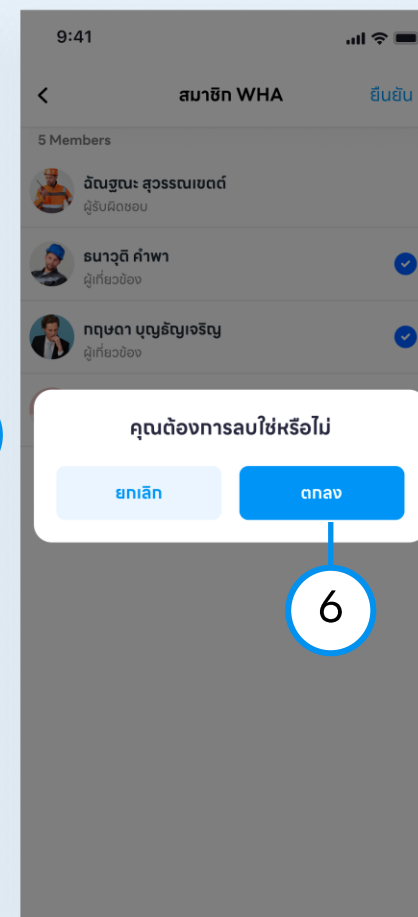 9:41
สมาชิก WHA
ยืนยัน
5 Members
ฉัณฐณะ สุวรรณเขตต์
ผู้รับผิดชอบ
ธนาวุติ คำพา
ผู้เกี่ยวข้อง
กฤษดา บุญธัญเจริญ
ผู้เกี่ยวข้อง
คุณต้องการลบใช่หรือไม่
ยกเลิก
ตกลง
6